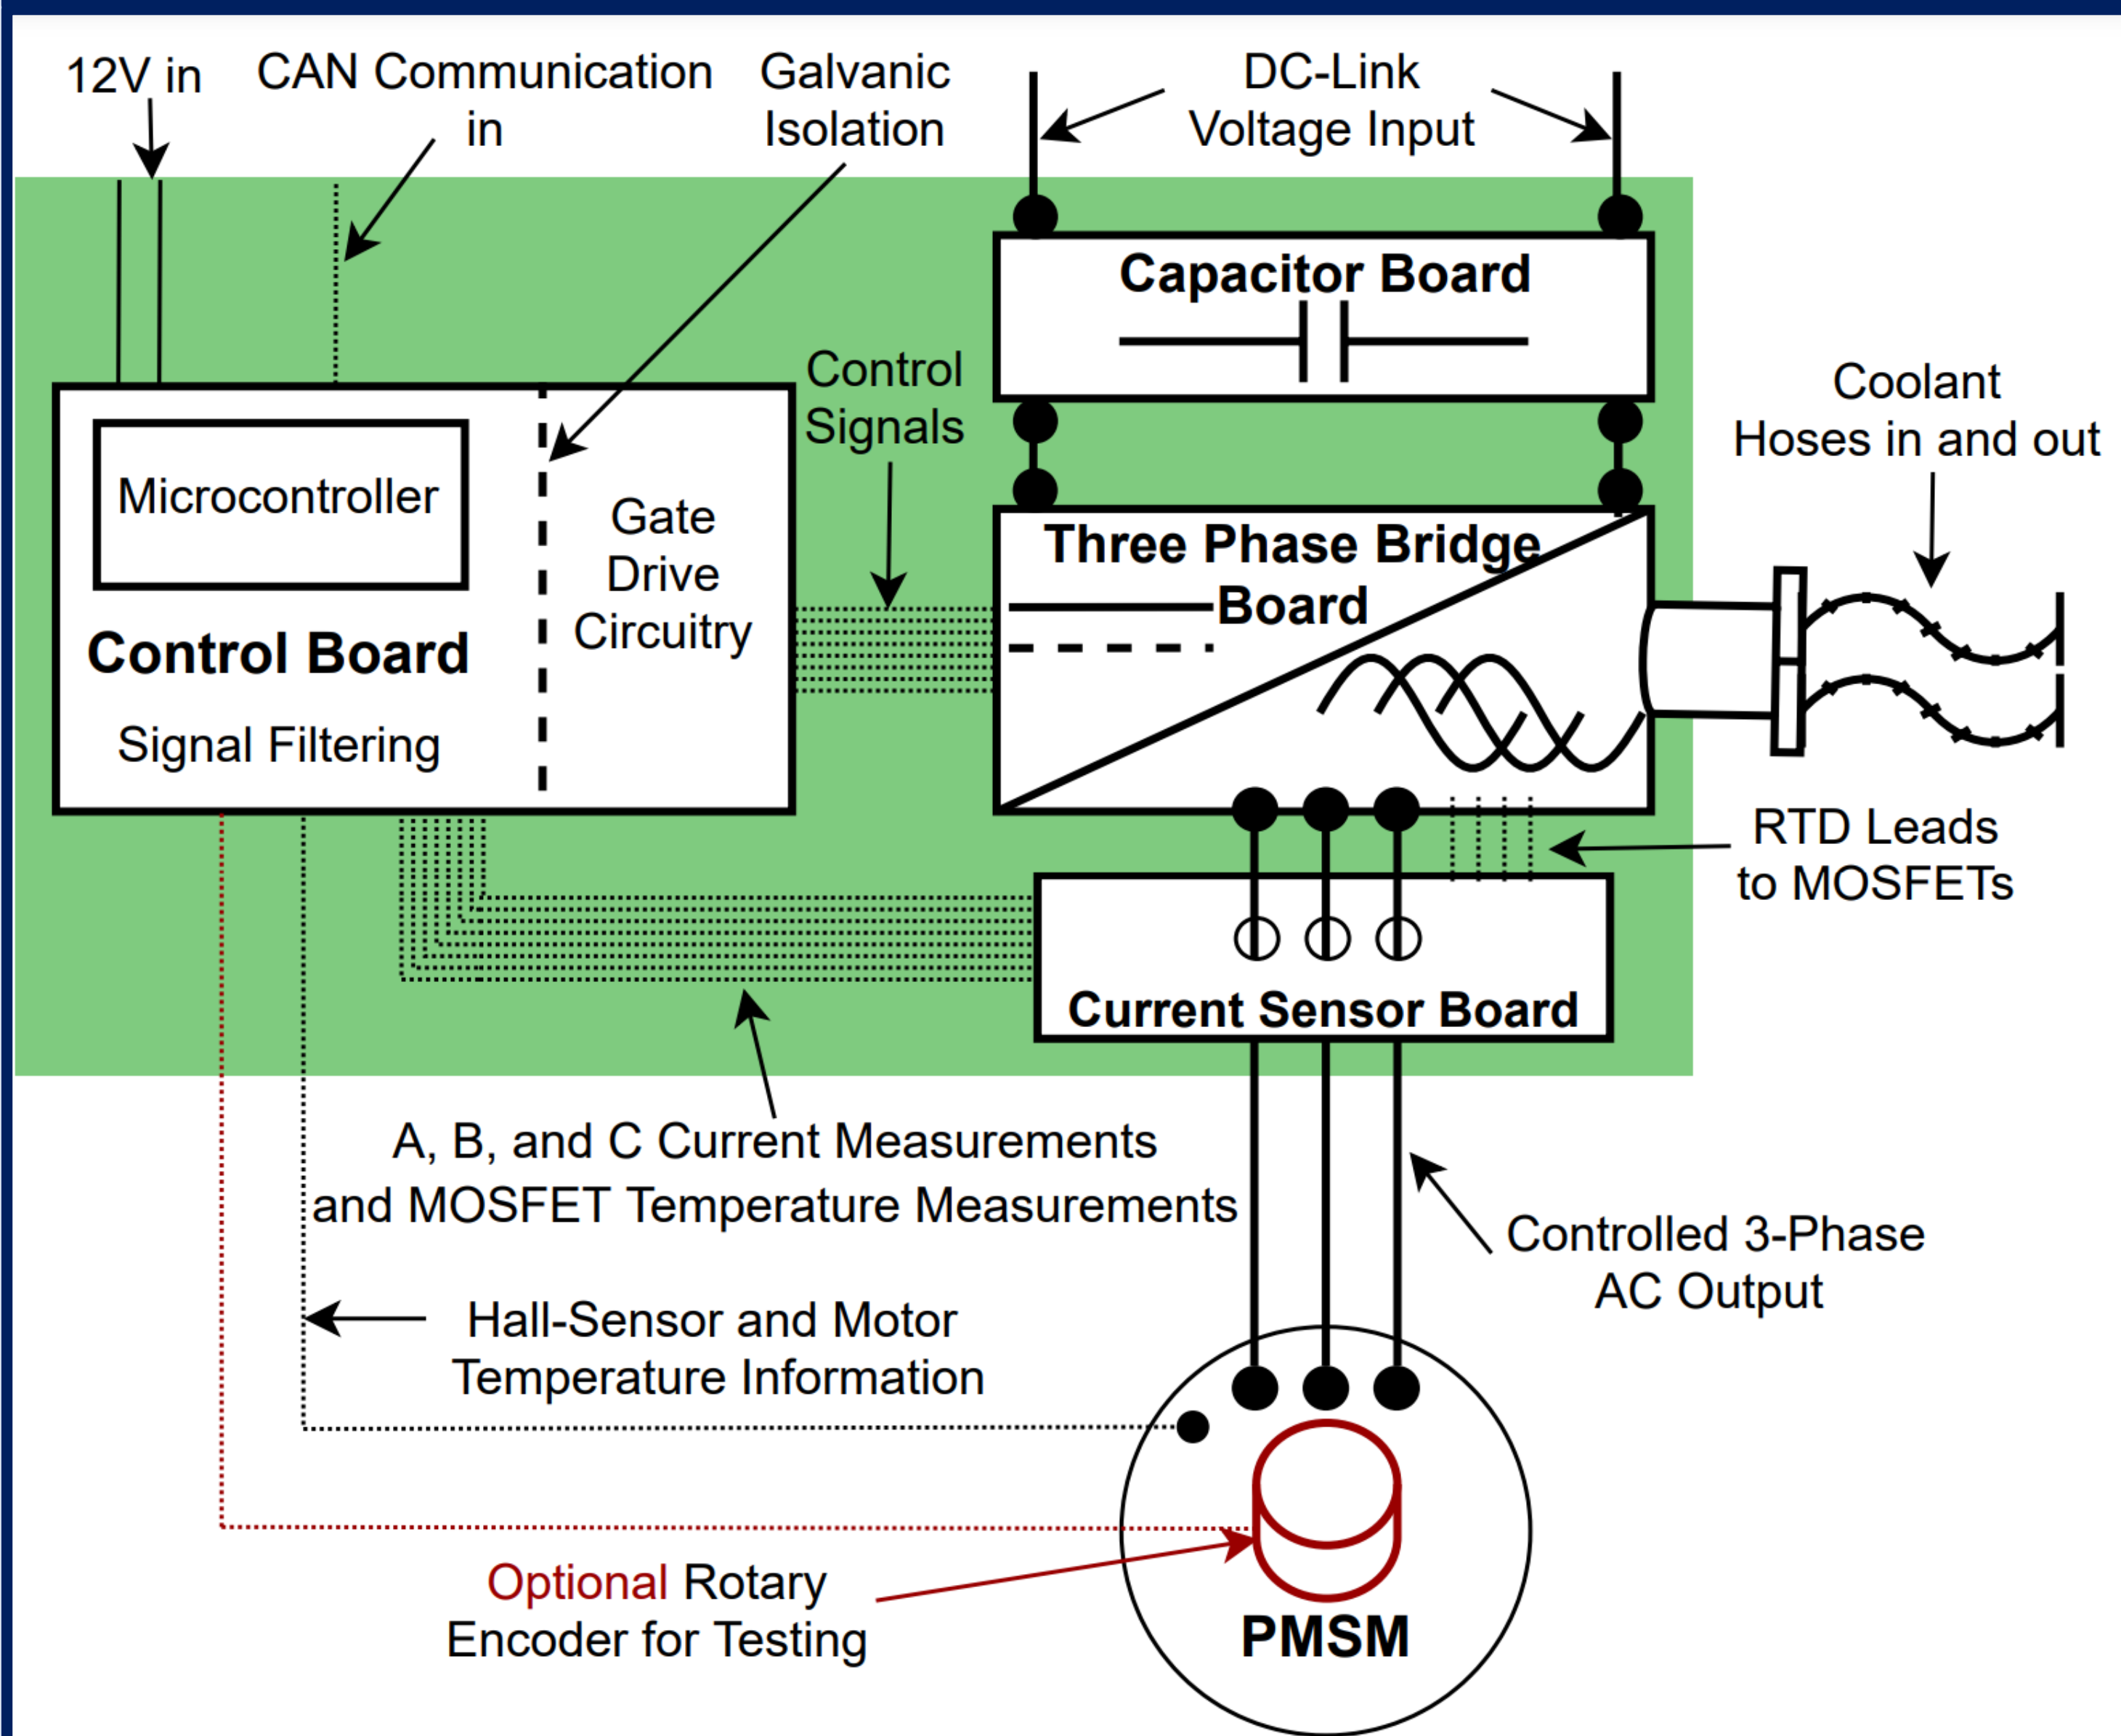 12V in
CAN Communication
in
Galvanic
Isolation
DC-Link
Voltage Input
Capacitor Board
Control
Signals
Coolant
Hoses in and out
Microcontroller
Gate
Drive
Circuitry
Control Board
Signal Filtering
Three Phase Bridge
Board
RTD Leads
to MOSFETs
Current Sensor Board
A, B, and C Current Measurements
and MOSFET Temperature Measurements
Controlled 3-Phase
AC Output
Hall-Sensor and Motor
Temperature Information
Optional Rotary
Encoder for Testing
PMSM